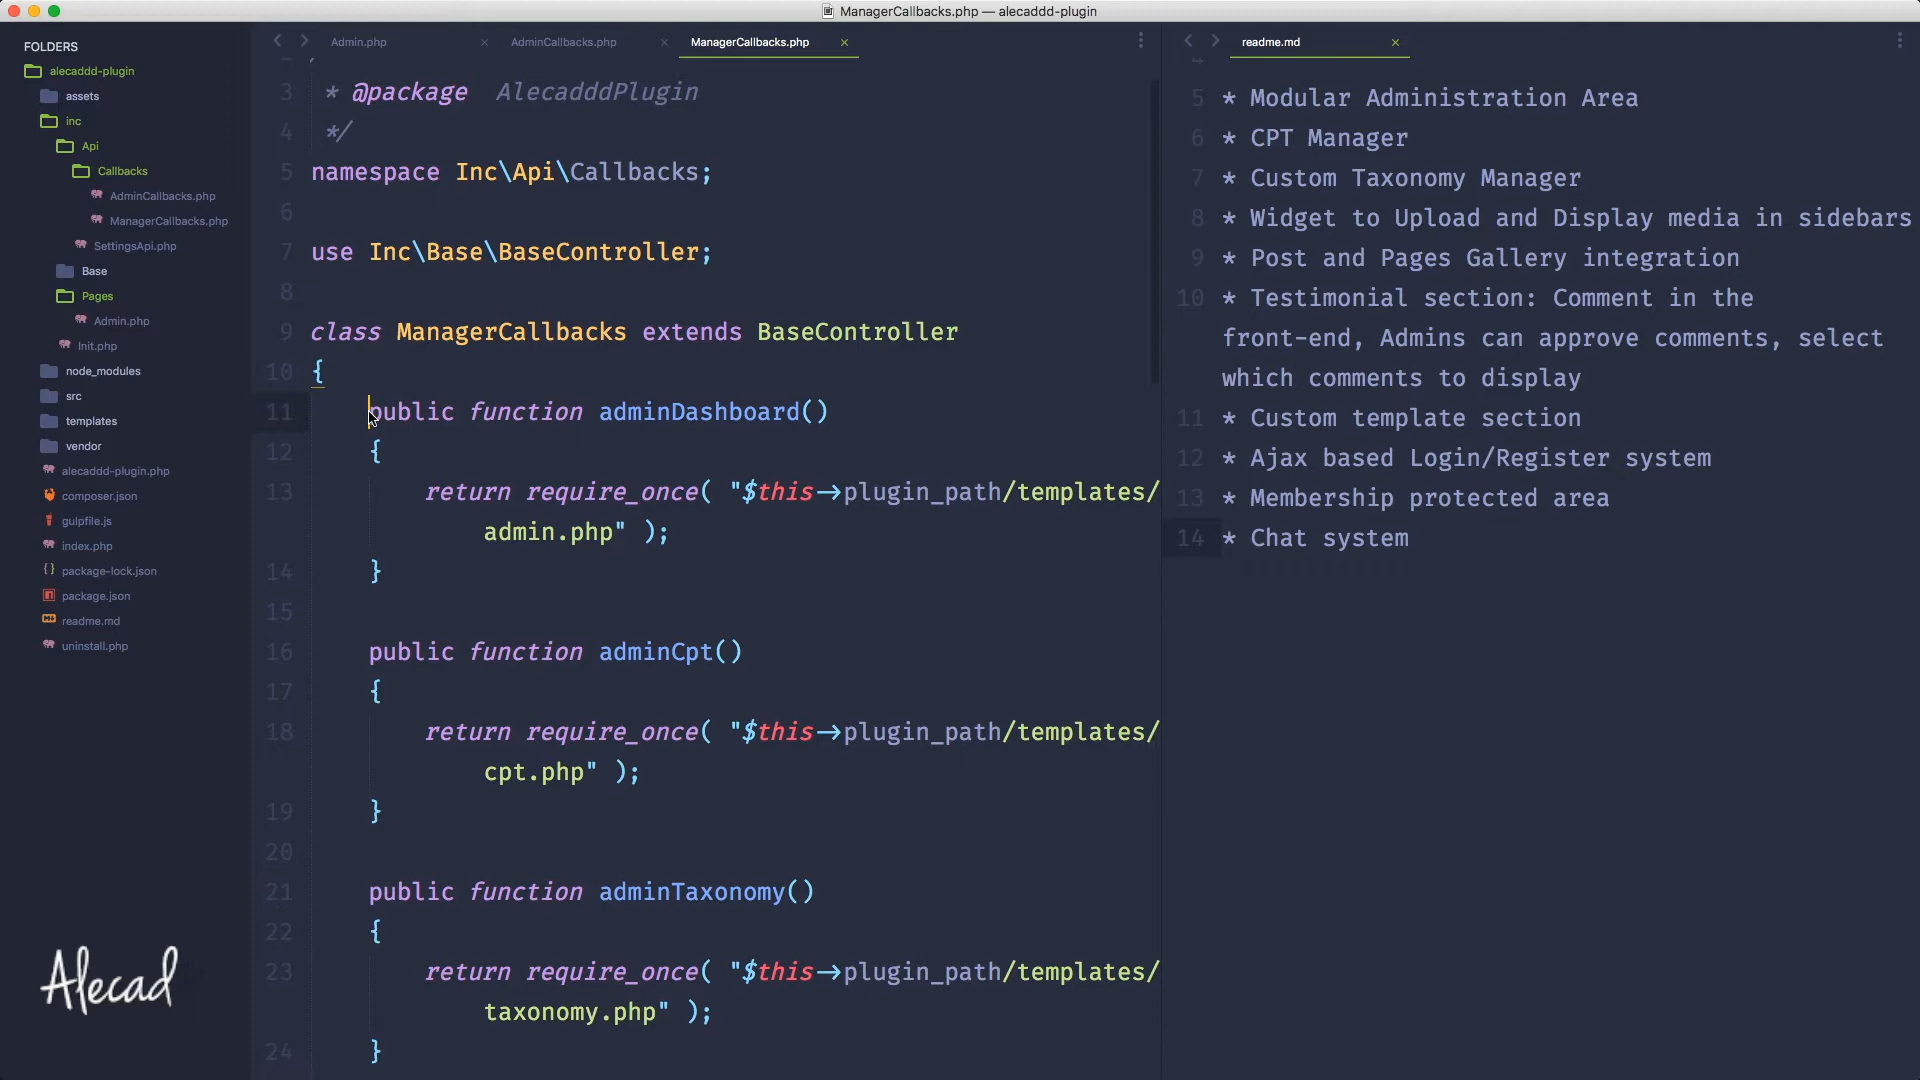 ManagerCallbacks.php — alecaddd-plugin
FOLDERS
alecaddd-plugin
assets
inc
Api
Callbacks
AdminCallbacks.php
ManagerCallbacks.php
SettingsApi.php
Base
Pages
Admin.php
Init.php
node_modules
src
templates
vendor
alecaddd-plugin.php
composer.json
gulpfile.js
index.php
package-lock.json
package.json
readme.md
uninstall.php
Alecad
Admin.php
AdminCallbacks.php
ManagerCallbacks.php
3 * @package AlecadddPlugin
4 */
5 namespace Inc\Api\Callbacks;
6
7 use Inc\Base\BaseController;
8
9 class ManagerCallbacks extends BaseController
10 {
11 public function adminDashboard()
12 {
13 return require_once( "$this→plugin_path/templates/
admin.php" );
14 }
15
16 public function adminCpt()
17 {
18 return require_once( "$this→plugin_path/templates/
cpt.php" );
19 }
20
21 public function adminTaxonomy()
22 {
23 return require_once( "$this→plugin_path/templates/
taxonomy.php" );
24 }
readme.md
5 * Modular Administration Area
6 * CPT Manager
7 * Custom Taxonomy Manager
8 * Widget to Upload and Display media in sidebars
9 * Post and Pages Gallery integration
10 * Testimonial section: Comment in the
front-end, Admins can approve comments, select
which comments to display
11 * Custom template section
12 * Ajax based Login/Register system
13 * Membership protected area
14 * Chat system